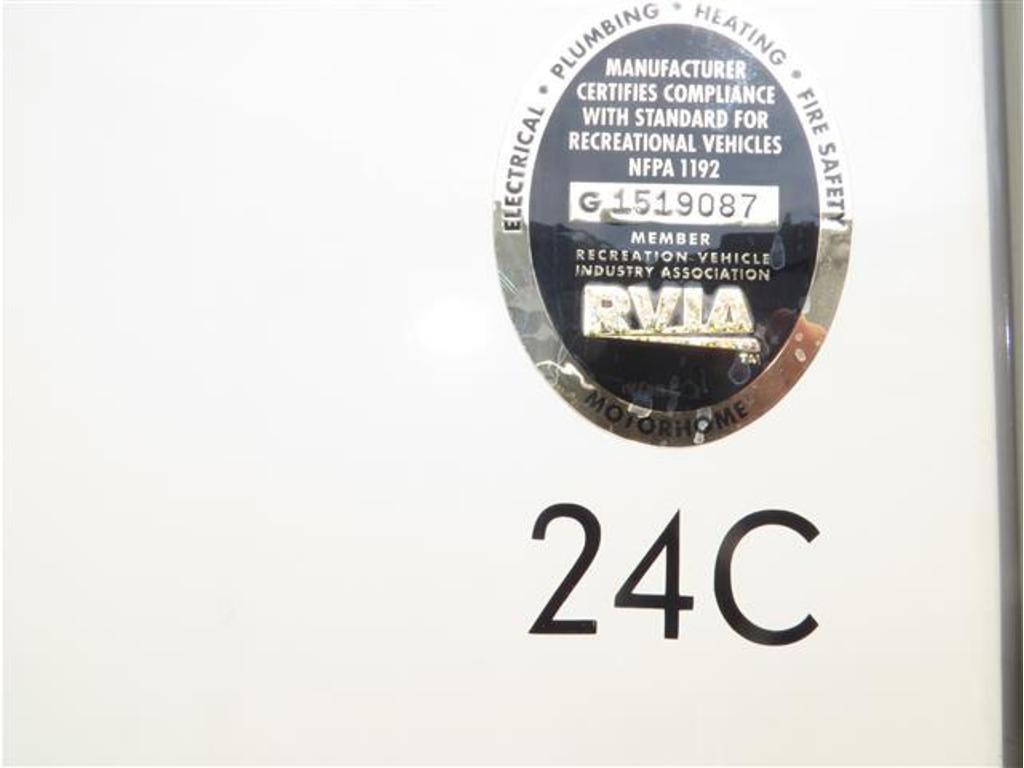 ELECTRICAL • PLUMBING • HEATING • FIRE SAFETY
MANUFACTURER
CERTIFIES COMPLIANCE
WITH STANDARD FOR
RECREATIONAL VEHICLES
NFPA 1192
G 1519087
MEMBER
RECREATION VEHICLE
INDUSTRY ASSOCIATION
RVIA
TM
MOTORHOME
24C